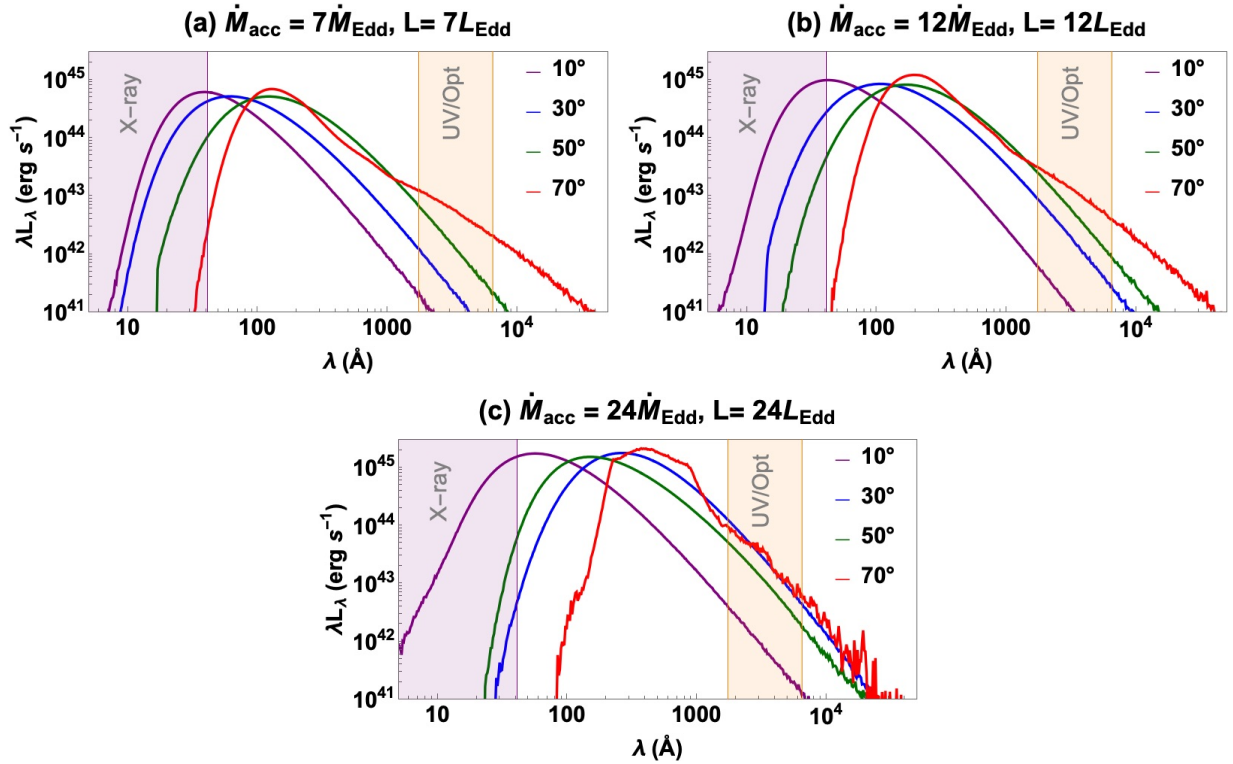 (a) Ṁacc = 7ṀEdd, L= 7LEdd
λLλ (erg s⁻¹)
10⁴⁵
10⁴⁴
10⁴³
10⁴²
10⁴¹
X-ray
UV/Opt
10°
30°
50°
70°
10 100 1000 10⁴
λ (Å)
(b) Ṁacc = 12ṀEdd, L= 12LEdd
λLλ (erg s⁻¹)
10⁴⁵
10⁴⁴
10⁴³
10⁴²
10⁴¹
X-ray
UV/Opt
10°
30°
50°
70°
10 100 1000 10⁴
λ (Å)
(c) Ṁacc = 24ṀEdd, L= 24LEdd
λLλ (erg s⁻¹)
10⁴⁵
10⁴⁴
10⁴³
10⁴²
10⁴¹
X-ray
UV/Opt
10°
30°
50°
70°
10 100 1000 10⁴
λ (Å)